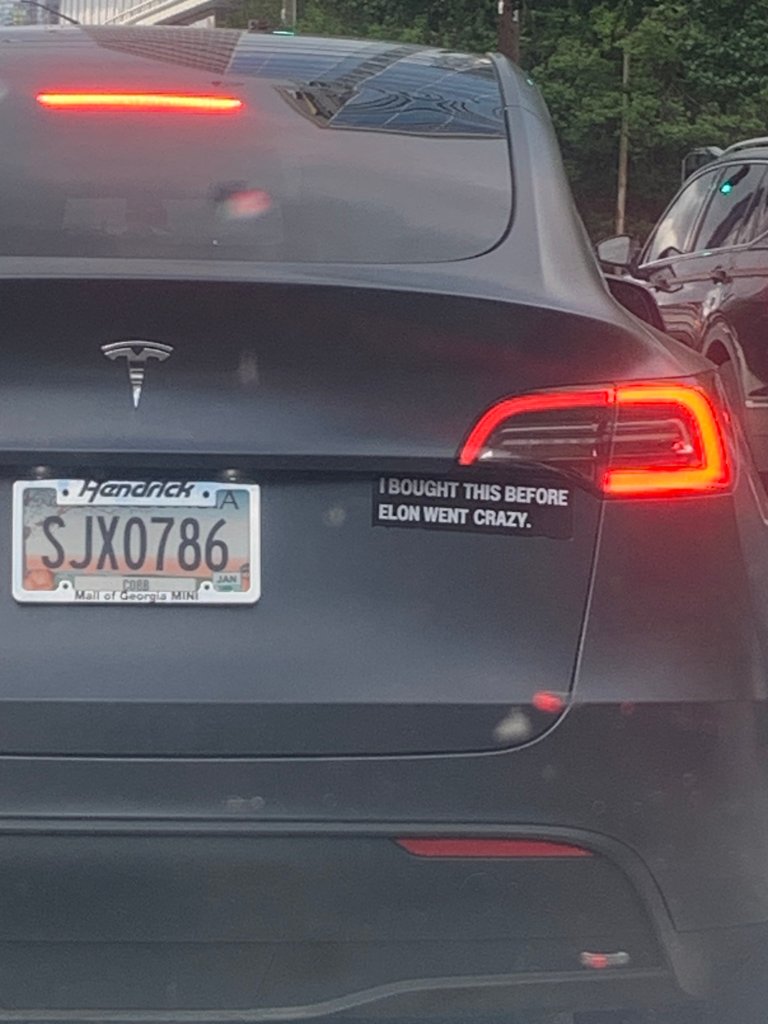 Hendrick
A
SJX0786
COBB
JAN
Mall of Georgia MINI
I BOUGHT THIS BEFORE
ELON WENT CRAZY.